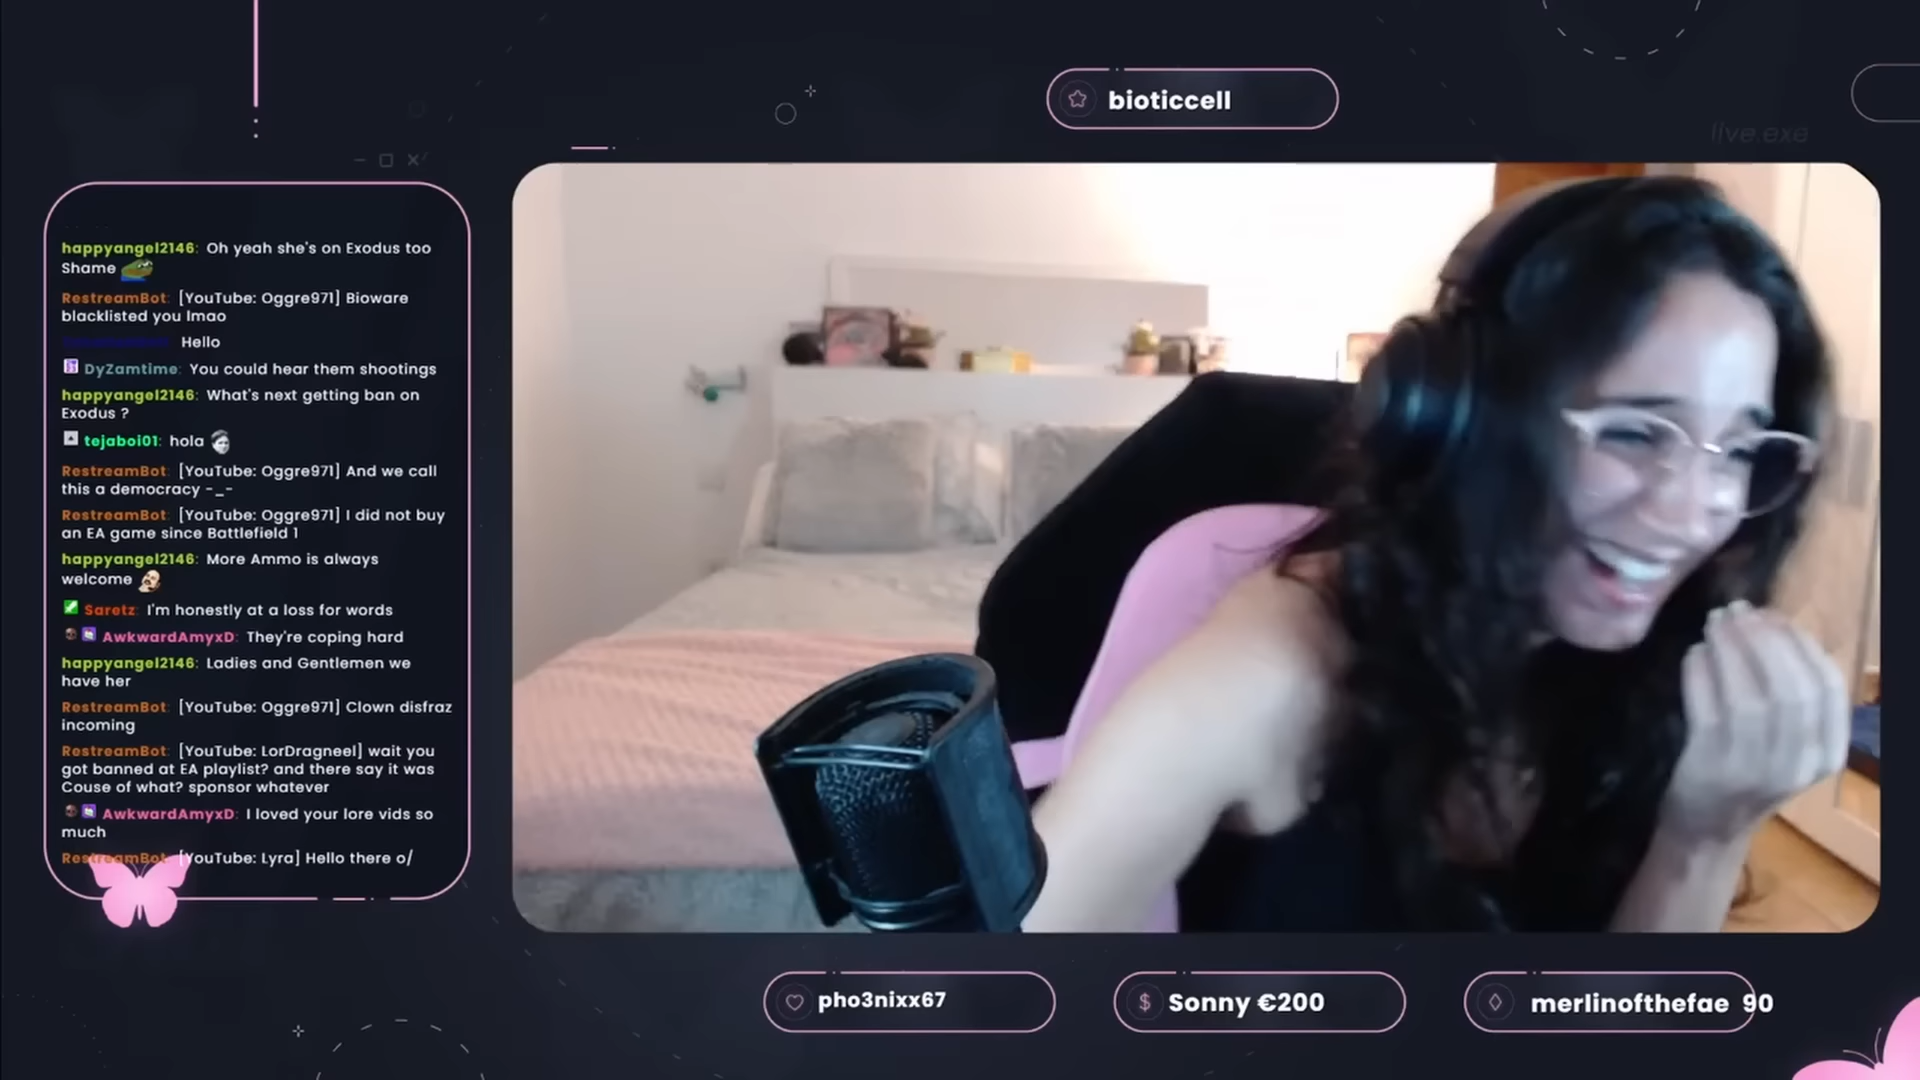 bioticcell
live.exe
happyangel2146: Oh yeah she's on Exodus too
Shame
RestreamBot: [YouTube: Oggre971] Bioware
blacklisted you lmao
Hello
DyZamtime: You could hear them shootings
happyangel2146: What's next getting ban on
Exodus ?
tejaboi01: hola
RestreamBot: [YouTube: Oggre971] And we call
this a democracy -_-
RestreamBot: [YouTube: Oggre971] I did not buy
an EA game since Battlefield 1
happyangel2146: More Ammo is always
welcome
Saretz: I'm honestly at a loss for words
AwkwardAmyxD: They're coping hard
happyangel2146: Ladies and Gentlemen we
have her
RestreamBot: [YouTube: Oggre971] Clown disfraz
incoming
RestreamBot: [YouTube: LorDragneel] wait you
got banned at EA playlist? and there say it was
Couse of what? sponsor whatever
AwkwardAmyxD: I loved your lore vids so
much
RestreamBot: [YouTube: Lyra] Hello there o/
pho3nixx67
Sonny €200
merlinofthefae 90